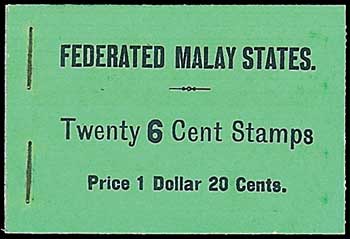 FEDERATED MALAY STATES.
Twenty 6 Cent Stamps
Price 1 Dollar 20 Cents.